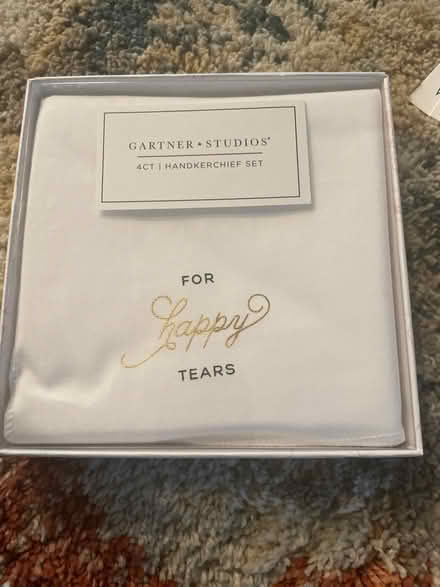 GARTNER ★ STUDIOS®
4CT | HANDKERCHIEF SET
FOR
happy
TEARS